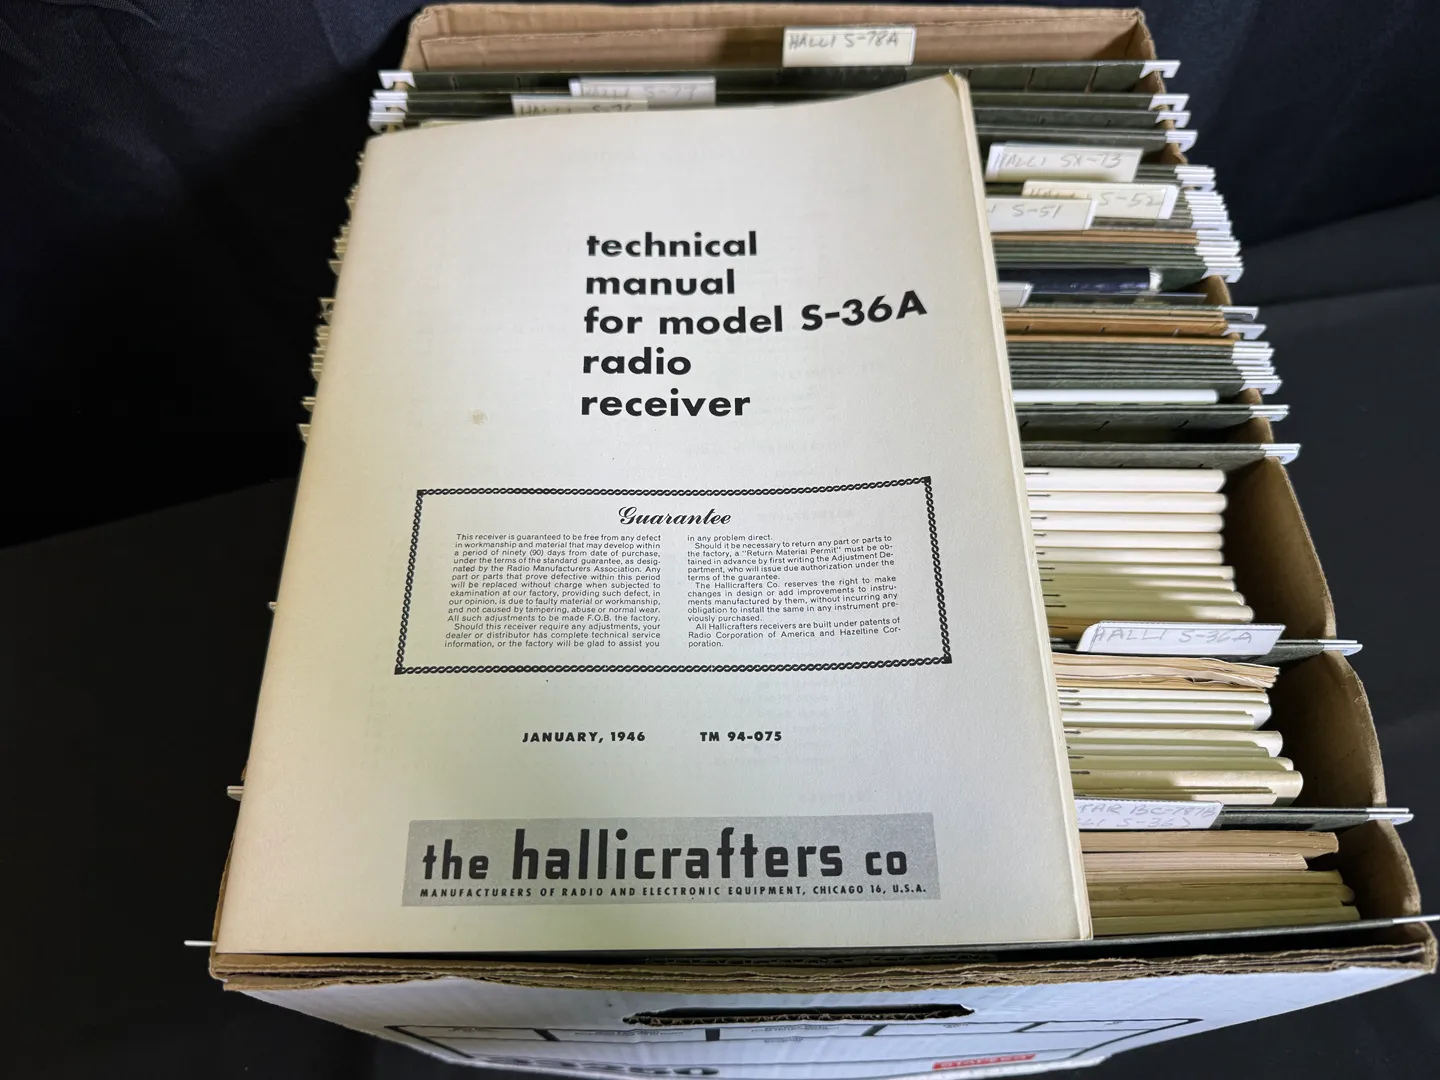 HALLI S-78A
HALLI S-77
HALLI S-76
HALLI SX-73
S-52
S-51
technical
manual
for model S-36A
radio
receiver
Guarantee
This receiver is guaranteed to be free from any defect
in workmanship and material that may develop within
a period of ninety (90) days from date of purchase,
under the terms of the standard guarantee, as desig-
nated by the Radio Manufacturers Association. Any
part or parts that prove defective within this period
will be replaced without charge when subjected to
examination at our factory, providing such defect, in
our opinion, is due to faulty material or workmanship,
and not caused by tampering, abuse or normal wear.
All such adjustments to be made F.O.B. the factory.
Should this receiver require any adjustments, your
dealer or distributor has complete technical service
information, or the factory will be glad to assist you
in any problem direct.
Should it be necessary to return any part or parts to
the factory, a "Return Material Permit" must be ob-
tained in advance by first writing the Adjustment De-
partment, who will issue due authorization under the
terms of the guarantee.
The Hallicrafters Co. reserves the right to make
changes in design or add improvements to instru-
ments manufactured by them, without incurring any
obligation to install the same in any instrument pre-
viously purchased.
All Hallicrafters receivers are built under patents of
Radio Corporation of America and Hazeltine Cor-
poration.
HALLI S-36A
JANUARY, 1946 TM 94-075
the hallicrafters co
MANUFACTURERS OF RADIO AND ELECTRONIC EQUIPMENT, CHICAGO 16, U.S.A.